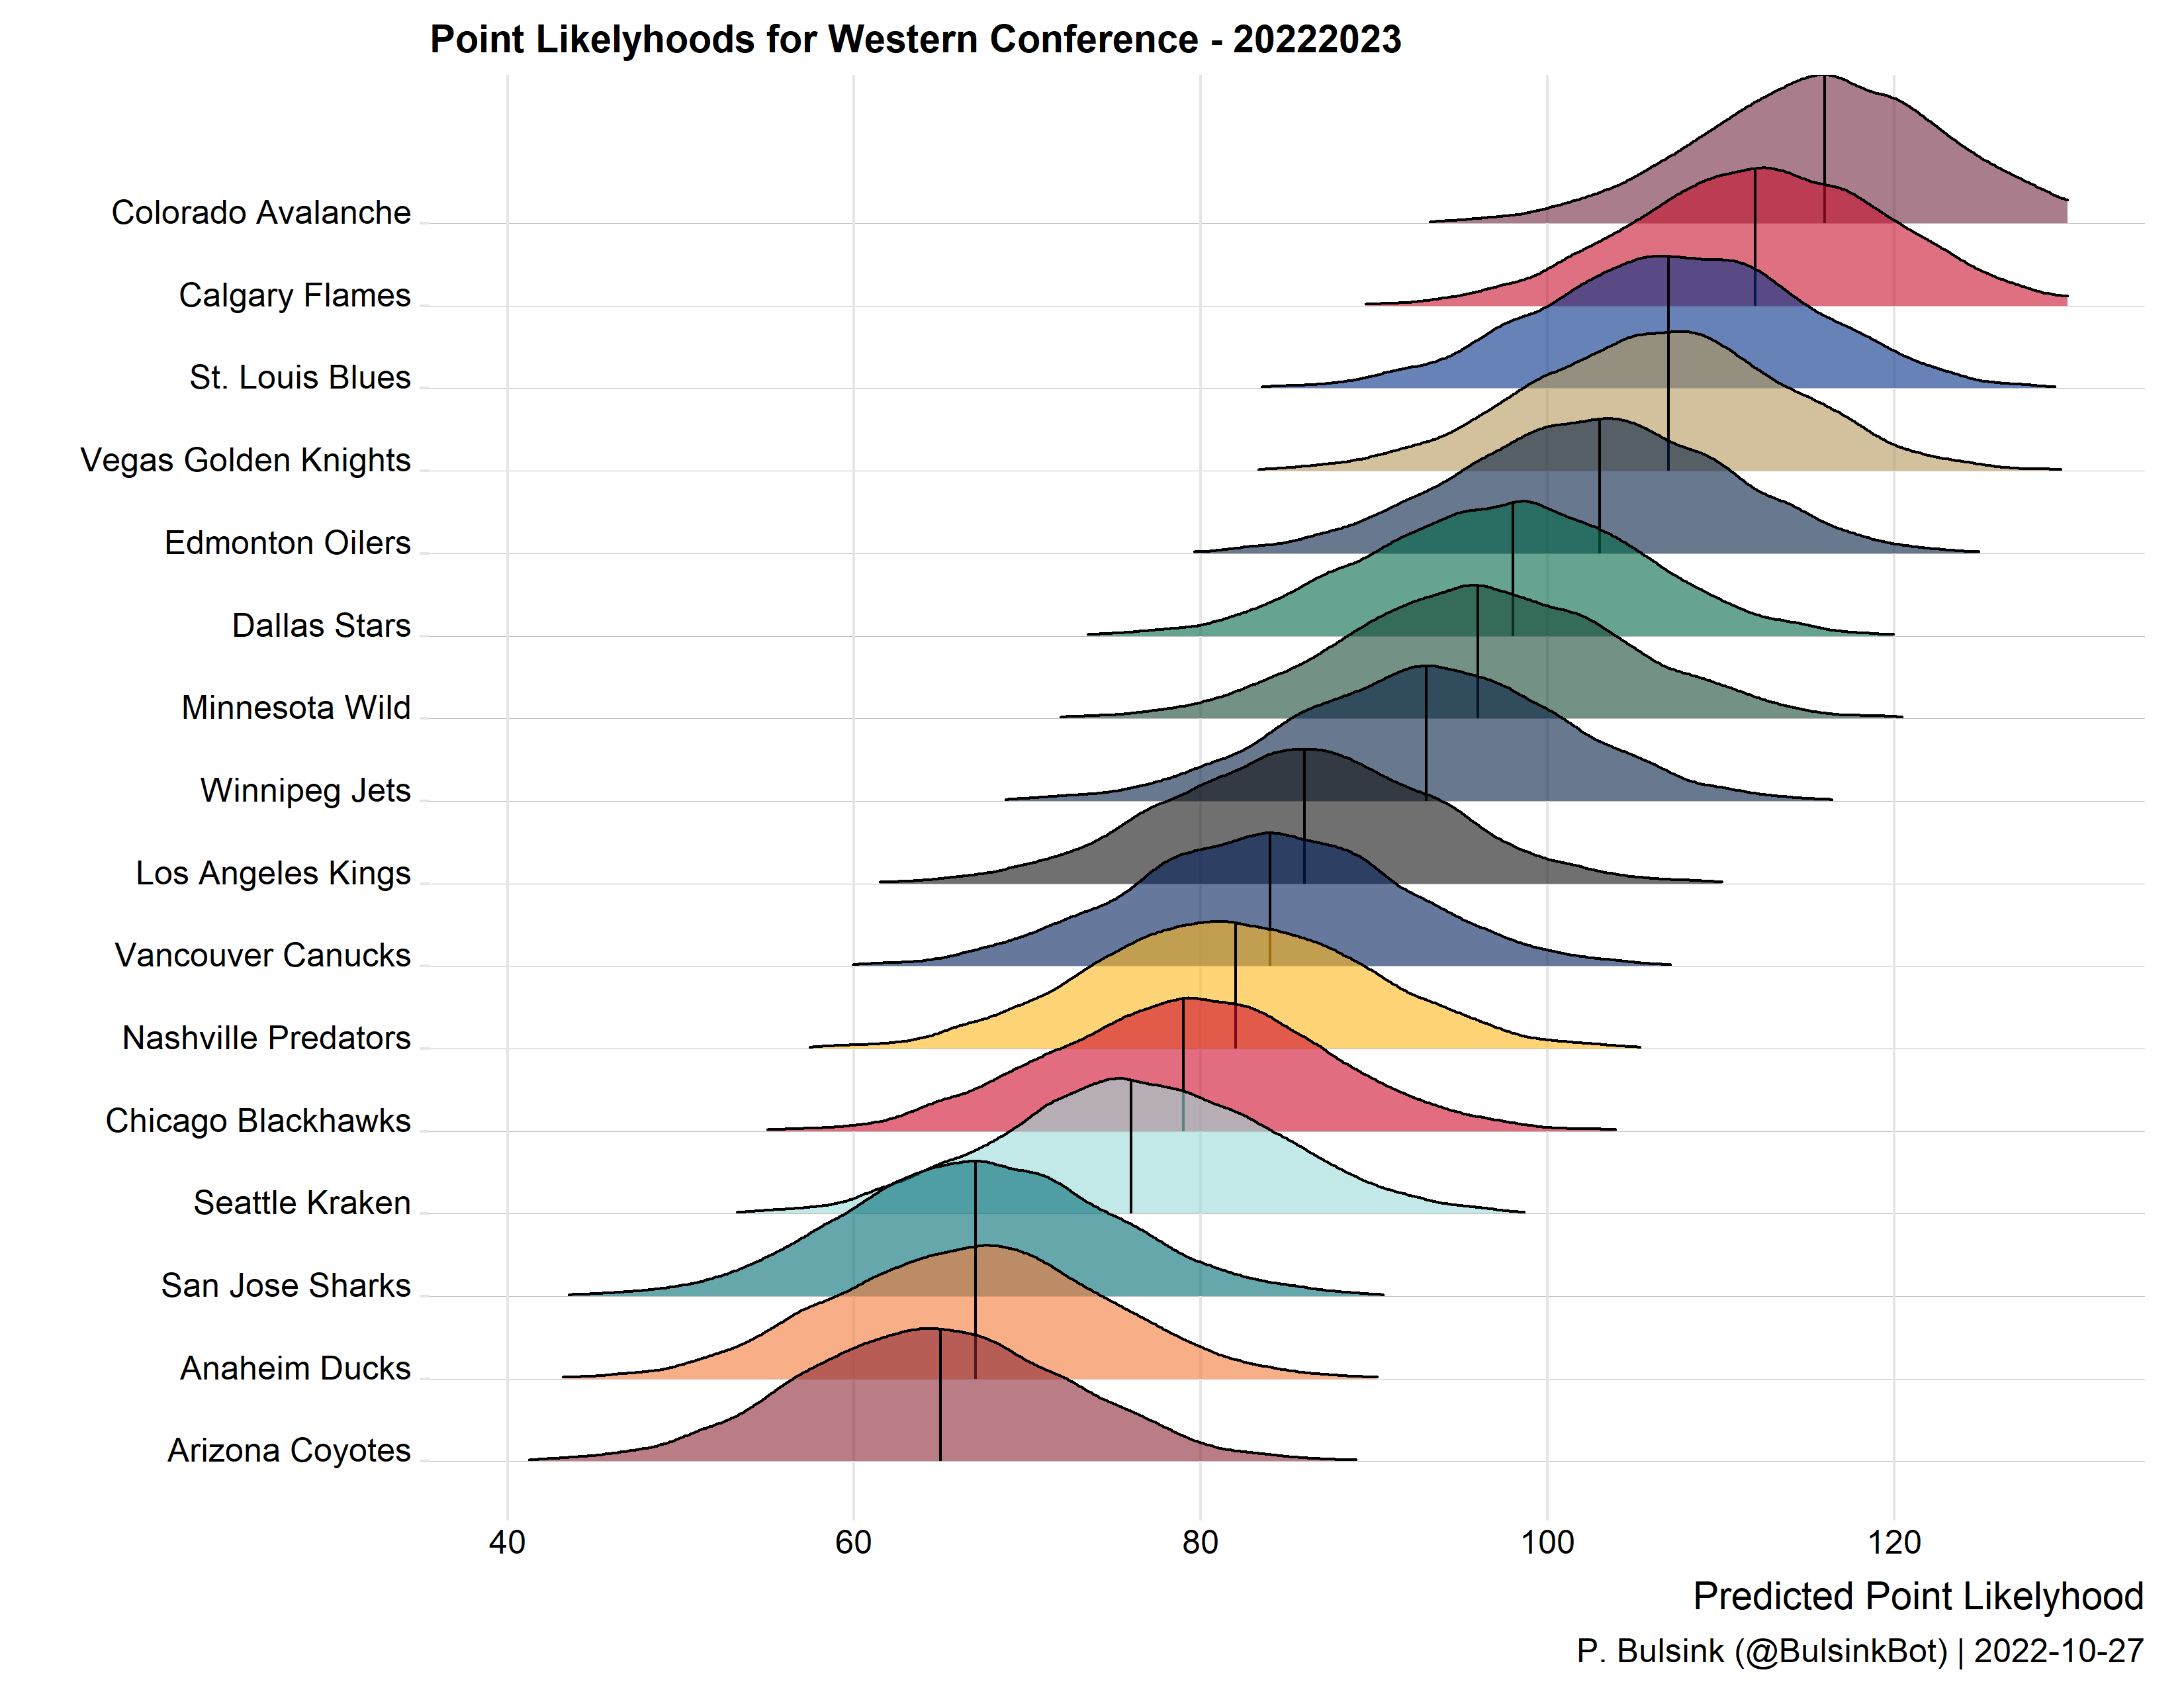 Point Likelyhoods for Western Conference - 20222023
Colorado Avalanche
Calgary Flames
St. Louis Blues
Vegas Golden Knights
Edmonton Oilers
Dallas Stars
Minnesota Wild
Winnipeg Jets
Los Angeles Kings
Vancouver Canucks
Nashville Predators
Chicago Blackhawks
Seattle Kraken
San Jose Sharks
Anaheim Ducks
Arizona Coyotes
40 60 80 100 120
Predicted Point Likelyhood
P. Bulsink (@BulsinkBot) | 2022-10-27